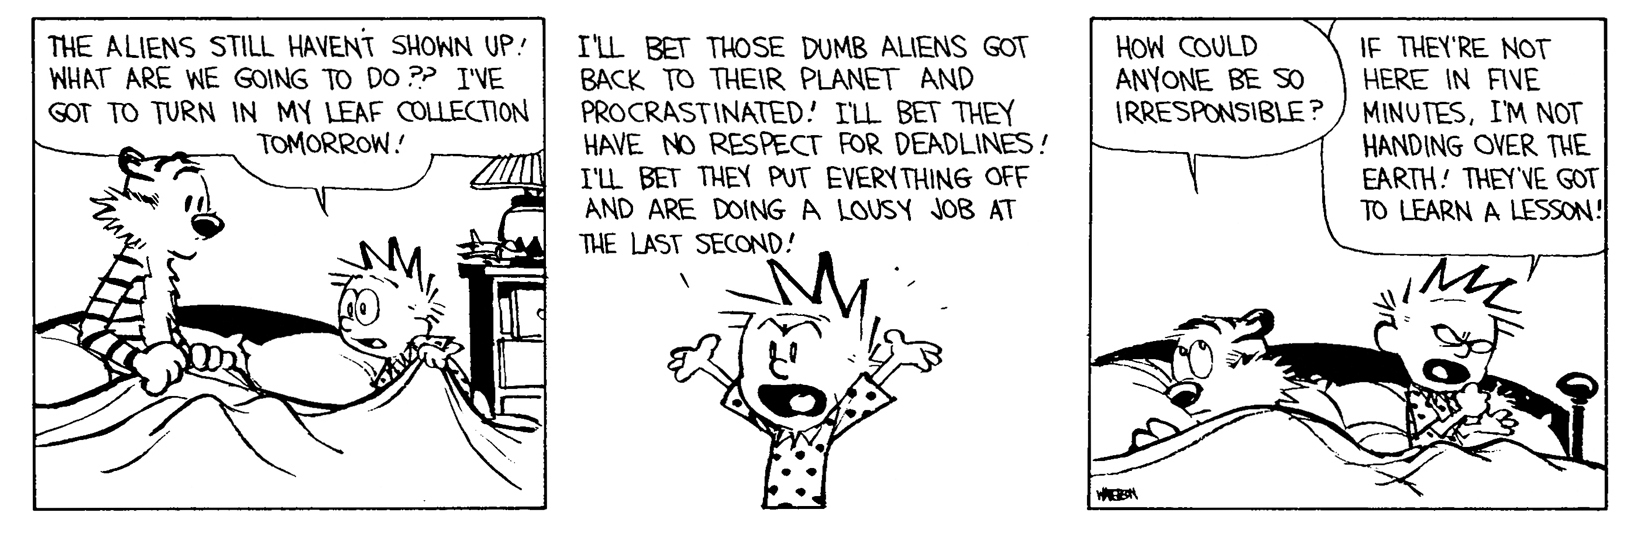 THE ALIENS STILL HAVEN'T SHOWN UP!
WHAT ARE WE GOING TO DO?? I'VE
GOT TO TURN IN MY LEAF COLLECTION
TOMORROW!
I'LL BET THOSE DUMB ALIENS GOT
BACK TO THEIR PLANET AND
PROCRASTINATED! I'LL BET THEY
HAVE NO RESPECT FOR DEADLINES!
I'LL BET THEY PUT EVERYTHING OFF
AND ARE DOING A LOUSY JOB AT
THE LAST SECOND!
HOW COULD
ANYONE BE SO
IRRESPONSIBLE?
IF THEY'RE NOT
HERE IN FIVE
MINUTES, I'M NOT
HANDING OVER THE
EARTH! THEY'VE GOT
TO LEARN A LESSON!
WATTERSON